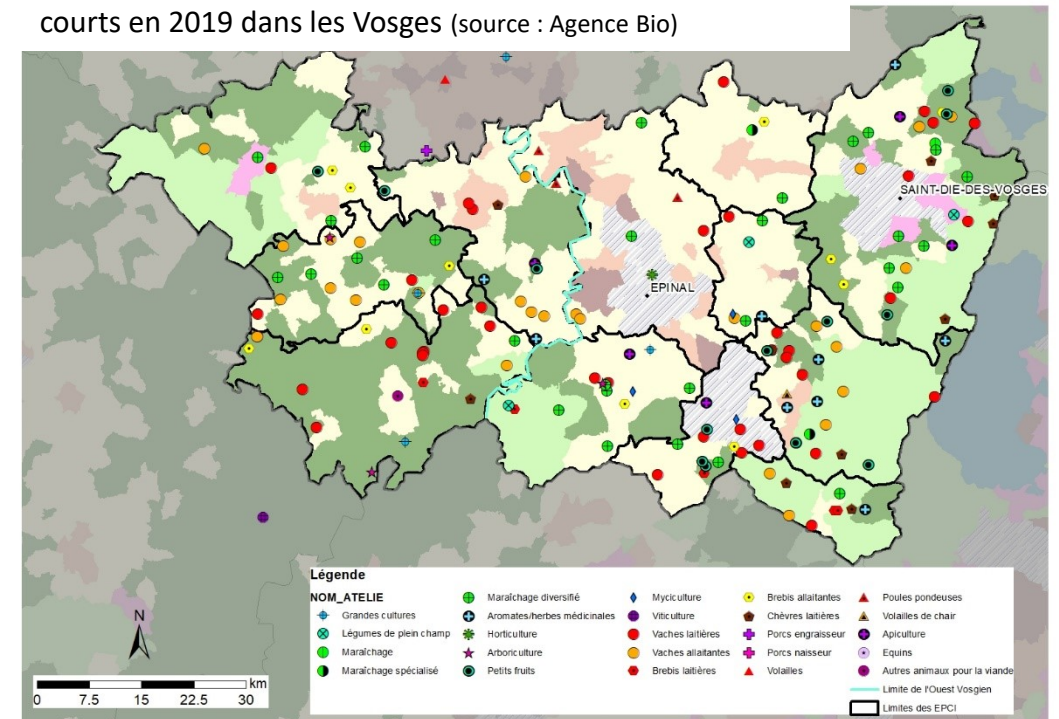 courts en 2019 dans les Vosges (source : Agence Bio)
SAINT-DIE-DES-VOSGES
EPINAL
N
km
0 7.5 15 22.5 30
Légende
NOM_ATELIE
Grandes cultures
Légumes de plein champ
Maraîchage
Maraîchage spécialisé
Maraîchage diversifié
Aromates/herbes médicinales
Horticulture
Arboriculture
Petits fruits
Myciculture
Viticulture
Vaches laitières
Vaches allaitantes
Brebis laitières
Brebis allaitantes
Chèvres laitières
Porcs engraisseur
Porcs naisseur
Volailles
Poules pondeuses
Volailles de chair
Apiculture
Equins
Autres animaux pour la viande
Limite de l'Ouest Vosgien
Limites des EPCI